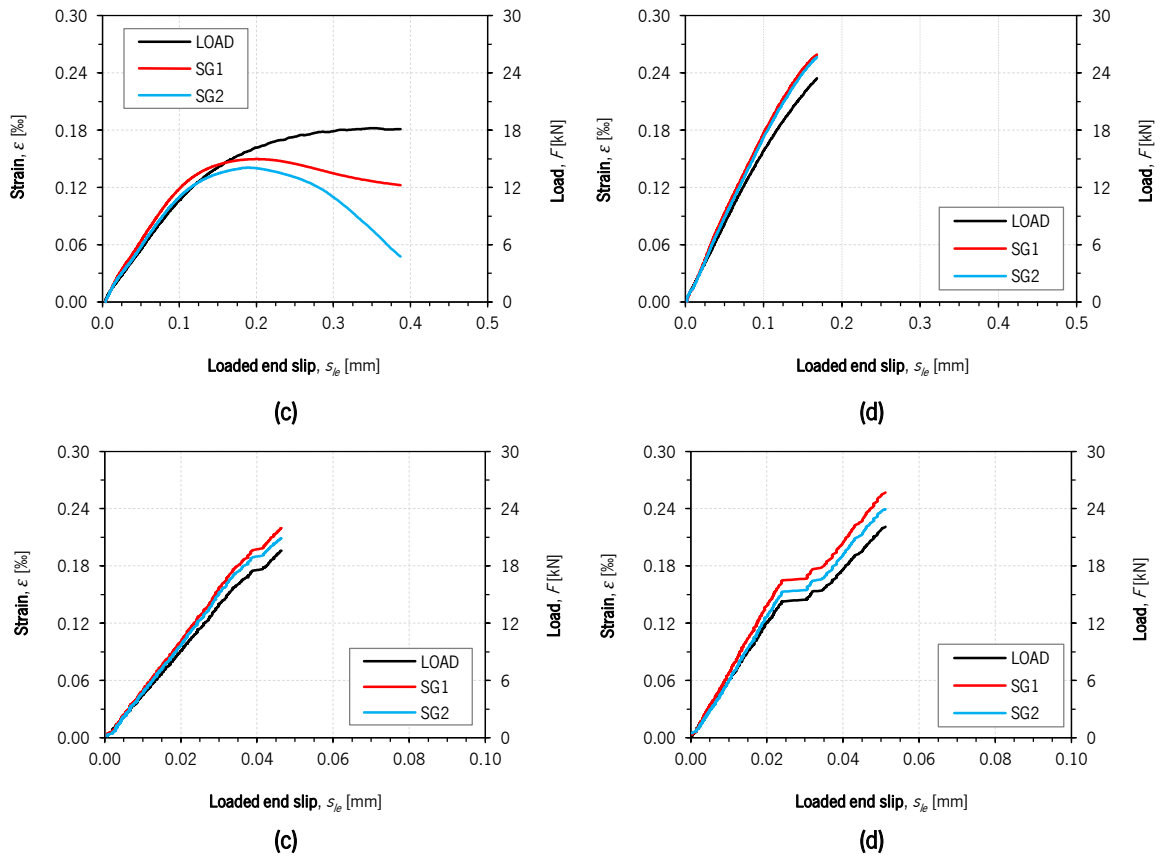 0.30
0.24
0.18
0.12
0.06
0.00
Strain, ε [‰]
30
24
18
12
6
0
Load, F [kN]
LOAD
SG1
SG2
0.0 0.1 0.2 0.3 0.4 0.5
Loaded end slip, sle [mm]
(c)
0.30
0.24
0.18
0.12
0.06
0.00
Strain, ε [‰]
30
24
18
12
6
0
Load, F [kN]
LOAD
SG1
SG2
0.0 0.1 0.2 0.3 0.4 0.5
Loaded end slip, sle [mm]
(d)
0.30
0.24
0.18
0.12
0.06
0.00
Strain, ε [‰]
30
24
18
12
6
0
Load, F [kN]
LOAD
SG1
SG2
0.00 0.02 0.04 0.06 0.08 0.10
Loaded end slip, sle [mm]
(c)
0.30
0.24
0.18
0.12
0.06
0.00
Strain, ε [‰]
30
24
18
12
6
0
Load, F [kN]
LOAD
SG1
SG2
0.00 0.02 0.04 0.06 0.08 0.10
Loaded end slip, sle [mm]
(d)